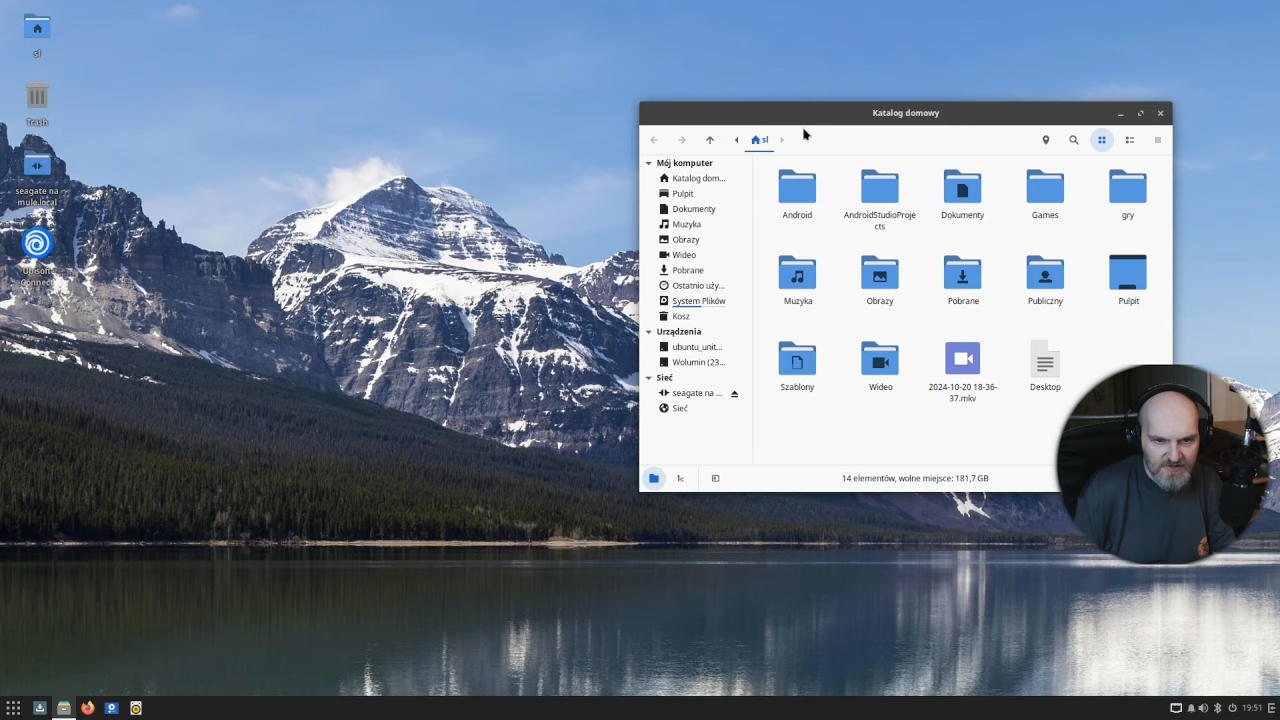 sl
Trash
seagate na
mule.local
Ubisoft
Connect
Katalog domowy
sl
Mój komputer
Katalog dom...
Pulpit
Dokumenty
Muzyka
Obrazy
Wideo
Pobrane
Ostatnio uży...
System Plików
Kosz
Urządzenia
ubuntu_unit...
Wolumin (23...
Sieć
seagate na ...
Sieć
Android
AndroidStudioProje
cts
Dokumenty
Games
gry
Muzyka
Obrazy
Pobrane
Publiczny
Pulpit
Szablony
Wideo
2024-10-20 18-36-
37.mkv
Desktop
14 elementów, wolne miejsce: 181,7 GB
19:51